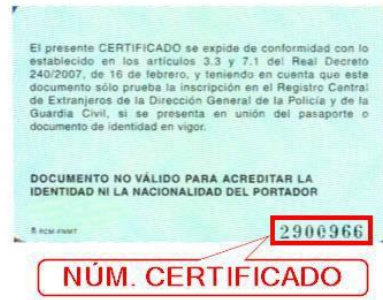 El presente CERTIFICADO se expide de conformidad con lo
establecido en los artículos 3.3 y 7.1 del Real Decreto
240/2007, de 16 de febrero, y teniendo en cuenta que este
documento sólo prueba la inscripción en el Registro Central
de Extranjeros de la Dirección General de la Policía y de la
Guardia Civil, si se presenta en unión del pasaporte o
documento de identidad en vigor.
DOCUMENTO NO VÁLIDO PARA ACREDITAR LA
IDENTIDAD NI LA NACIONALIDAD DEL PORTADOR
RCM-FNMT
2900966
NÚM. CERTIFICADO